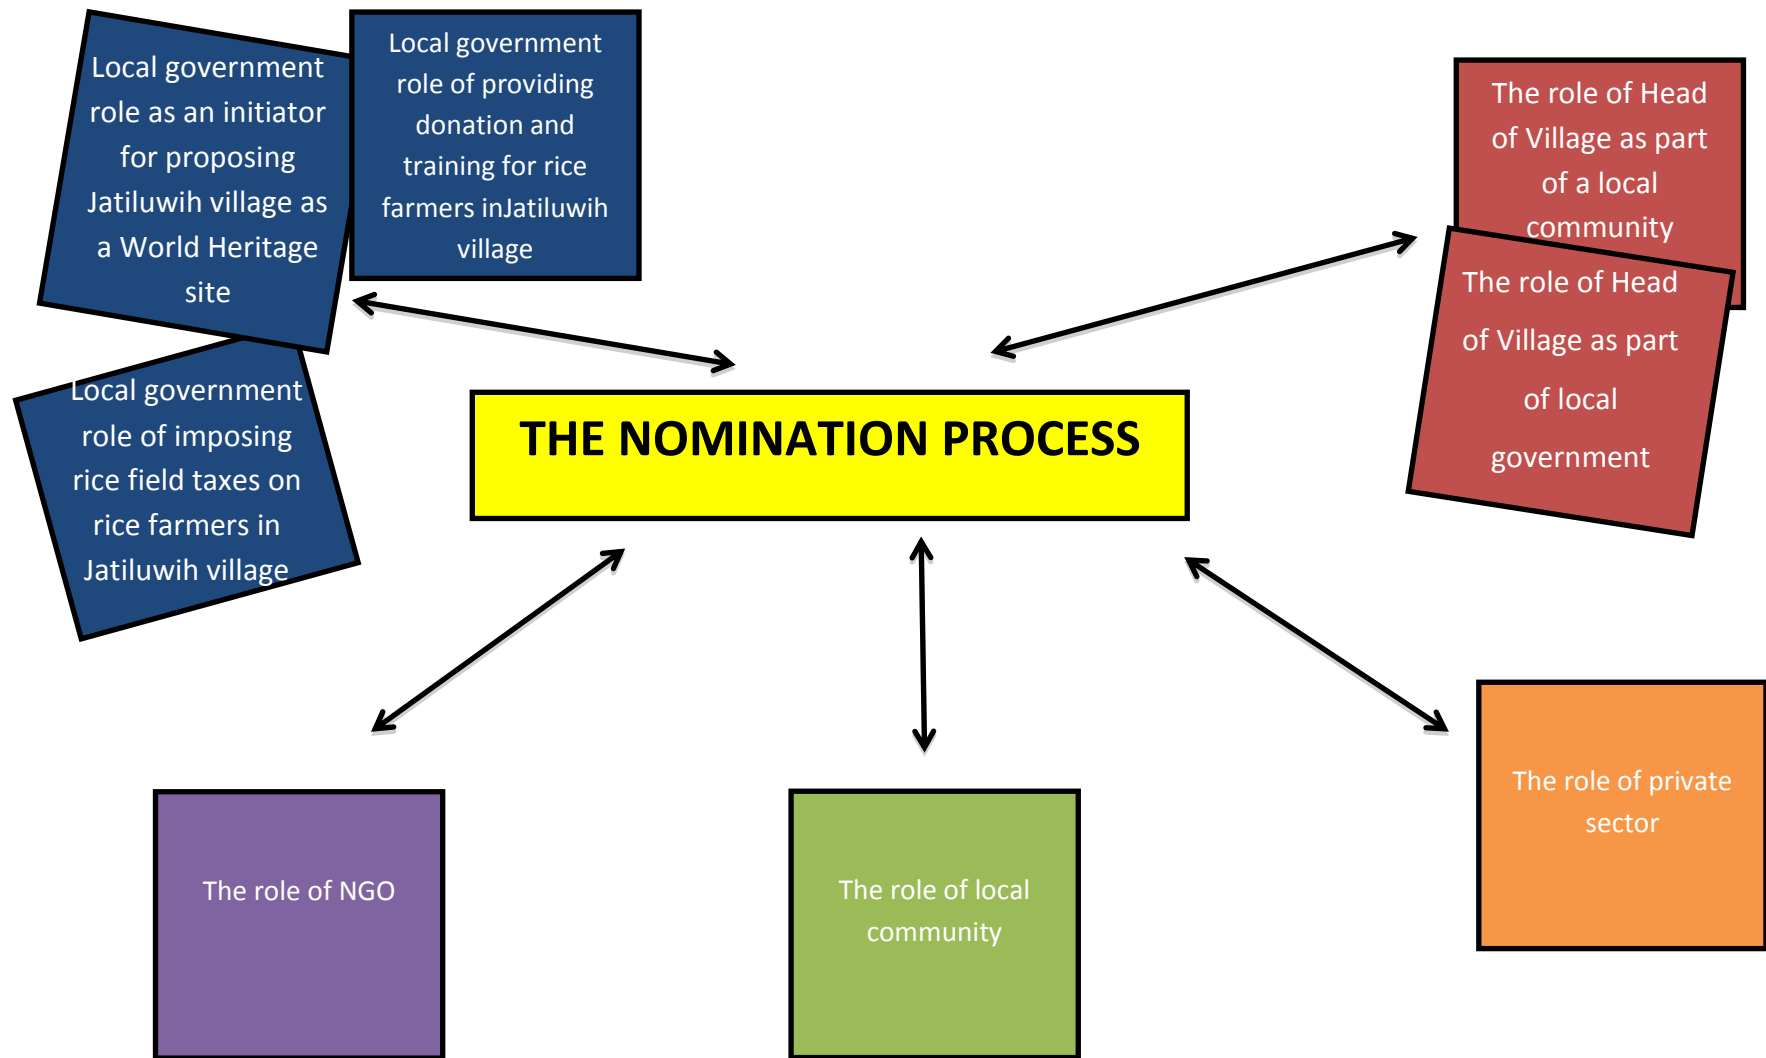 Local government
role as an initiator
for proposing
Jatiluwih village as
a World Heritage
site
Local government
role of providing
donation and
training for rice
farmers inJatiluwih
village
The role of Head
of Village as part
of a local
community
The role of Head
of Village as part
of local
government
Local government
role of imposing
rice field taxes on
rice farmers in
Jatiluwih village
THE NOMINATION PROCESS
The role of NGO
The role of local
community
The role of private
sector